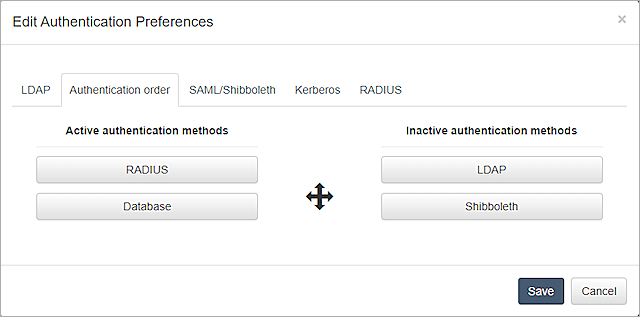 Edit Authentication Preferences ×
LDAP Authentication order SAML/Shibboleth Kerberos RADIUS
Active authentication methods
RADIUS
Database
Inactive authentication methods
LDAP
Shibboleth
Save Cancel